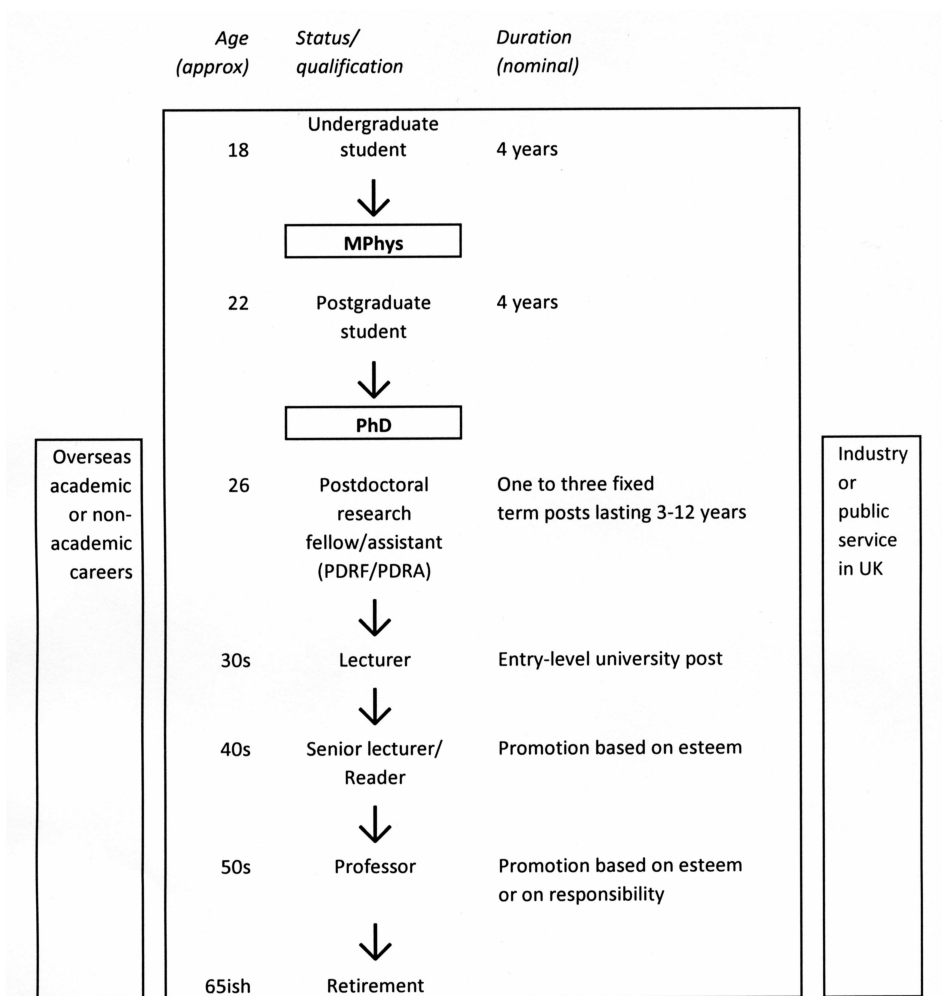 Age
(approx)
Status/
qualification
Duration
(nominal)
18
Undergraduate
student
4 years
MPhys
22
Postgraduate
student
4 years
PhD
Overseas
academic
or non-
academic
careers
26
Postdoctoral
research
fellow/assistant
(PDRF/PDRA)
One to three fixed
term posts lasting 3-12 years
Industry
or
public
service
in UK
30s
Lecturer
Entry-level university post
40s
Senior lecturer/
Reader
Promotion based on esteem
50s
Professor
Promotion based on esteem
or on responsibility
65ish
Retirement